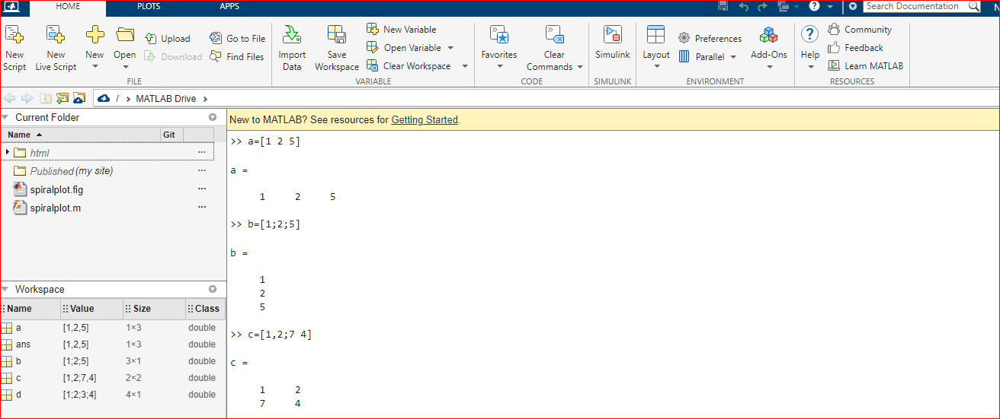 HOME PLOTS APPS
Search Documentation
New Script
New Live Script
New
Open
Upload
Download
Go to File
Find Files
FILE
Import Data
Save Workspace
New Variable
Open Variable
Clear Workspace
VARIABLE
Favorites
Clear Commands
CODE
Simulink
SIMULINK
Layout
Preferences
Parallel
Add-Ons
ENVIRONMENT
? Help
Community
Feedback
Learn MATLAB
RESOURCES
/ MATLAB Drive
Current Folder
Name Git
html ...
Published (my site) ...
spiralplot.fig ...
spiralplot.m ...
Workspace
Name Value Size Class
a [1,2,5] 1×3 double
ans [1,2,5] 1×3 double
b [1;2;5] 3×1 double
c [1,2;7,4] 2×2 double
d [1;2;3;4] 4×1 double
New to MATLAB? See resources for Getting Started.
>> a=[1 2 5]
a =
1 2 5
>> b=[1;2;5]
b =
1
2
5
>> c=[1,2;7 4]
c =
1 2
7 4